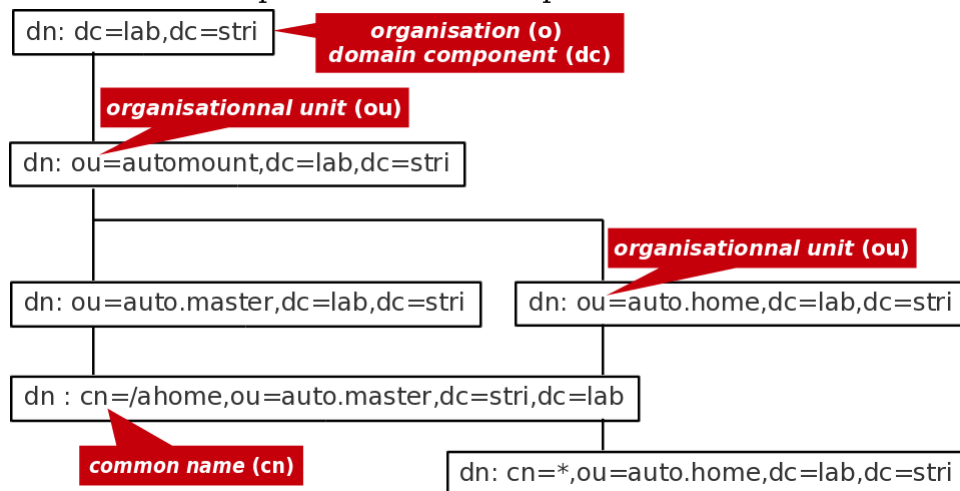 dn: dc=lab,dc=stri
organisation (o)
domain component (dc)
organisationnal unit (ou)
dn: ou=automount,dc=lab,dc=stri
organisationnal unit (ou)
dn: ou=auto.master,dc=lab,dc=stri
dn: ou=auto.home,dc=lab,dc=stri
dn : cn=/ahome,ou=auto.master,dc=stri,dc=lab
common name (cn)
dn: cn=*,ou=auto.home,dc=lab,dc=stri